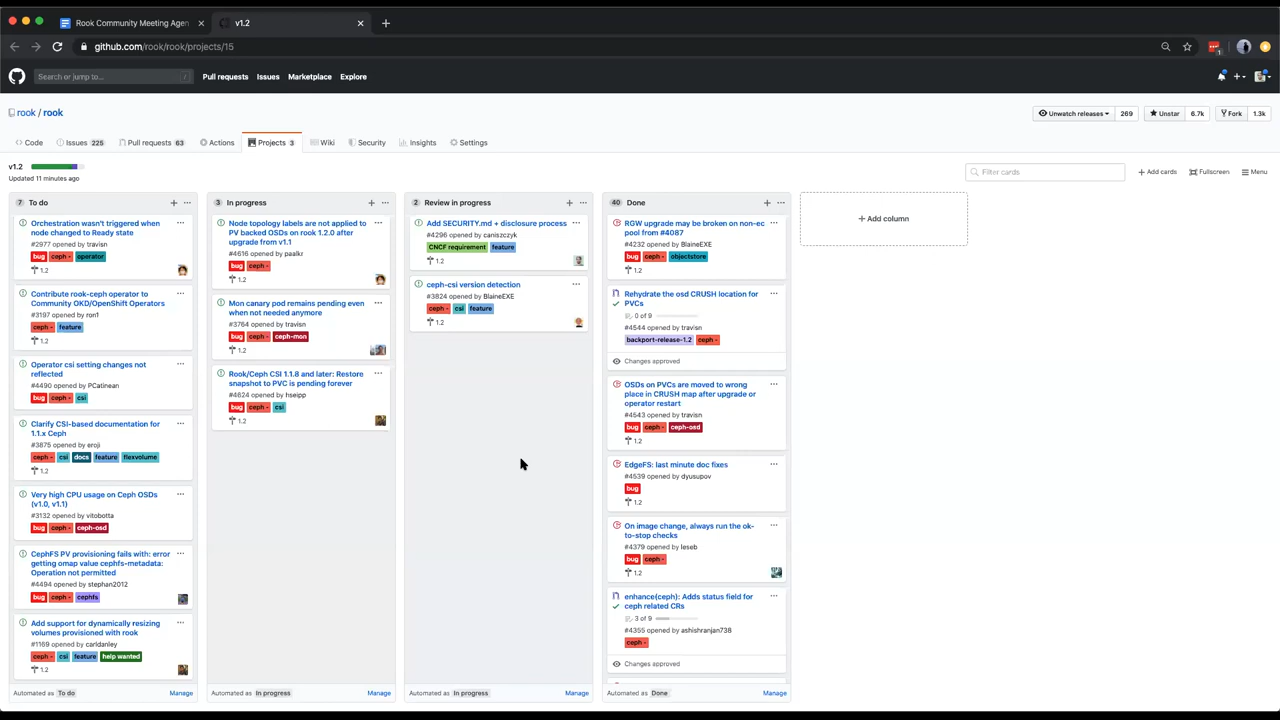 Rook Community Meeting Agen
v1.2
github.com/rook/rook/projects/15
Search or jump to...
Pull requests
Issues
Marketplace
Explore
rook / rook
Unwatch releases
269
Unstar
6.7k
Fork
1.3k
Code
Issues 225
Pull requests 63
Actions
Projects 3
Wiki
Security
Insights
Settings
v1.2
Updated 11 minutes ago
Filter cards
Add cards
Fullscreen
Menu
7 To do
Orchestration wasn't triggered when
node changed to Ready state
#2977 opened by travisn
bug ceph - operator
1.2
Contribute rook-ceph operator to
Community OKD/OpenShift Operators
#3197 opened by ron1
ceph - feature
1.2
Operator csi setting changes not
reflected
#4490 opened by PCatinean
bug ceph - csi
Clarify CSI-based documentation for
1.1.x Ceph
#3875 opened by eroji
ceph - csi docs feature flexvolume
1.2
Very high CPU usage on Ceph OSDs
(v1.0, v1.1)
#3132 opened by vitobotta
bug ceph - ceph-osd
CephFS PV provisioning fails with: error
getting omap value cephfs-metadata:
Operation not permitted
#4494 opened by stephan2012
bug ceph - cephfs
Add support for dynamically resizing
volumes provisioned with rook
#1169 opened by carldanley
ceph - csi feature help wanted
1.2
Automated as To do
Manage
3 In progress
Node topology labels are not applied to
PV backed OSDs on rook 1.2.0 after
upgrade from v1.1
#4616 opened by paalkr
bug ceph -
1.2
Mon canary pod remains pending even
when not needed anymore
#3764 opened by travisn
bug ceph - ceph-mon
1.2
Rook/Ceph CSI 1.1.8 and later: Restore
snapshot to PVC is pending forever
#4624 opened by hseipp
bug ceph - csi
1.2
Automated as In progress
Manage
2 Review in progress
Add SECURITY.md + disclosure process
#4296 opened by caniszczyk
CNCF requirement feature
1.2
ceph-csi version detection
#3824 opened by BlaineEXE
ceph - csi feature
1.2
Automated as In progress
Manage
40 Done
RGW upgrade may be broken on non-ec
pool from #4087
#4232 opened by BlaineEXE
bug ceph - objectstore
1.2
Rehydrate the osd CRUSH location for
PVCs
0 of 9
#4544 opened by travisn
backport-release-1.2 ceph -
Changes approved
OSDs on PVCs are moved to wrong
place in CRUSH map after upgrade or
operator restart
#4543 opened by travisn
bug ceph - ceph-osd
1.2
EdgeFS: last minute doc fixes
#4539 opened by dyusupov
bug
1.2
On image change, always run the ok-
to-stop checks
#4379 opened by leseb
bug ceph -
1.2
enhance(ceph): Adds status field for
ceph related CRs
3 of 9
#4355 opened by ashishranjan738
ceph -
Changes approved
Automated as Done
Manage
Add column